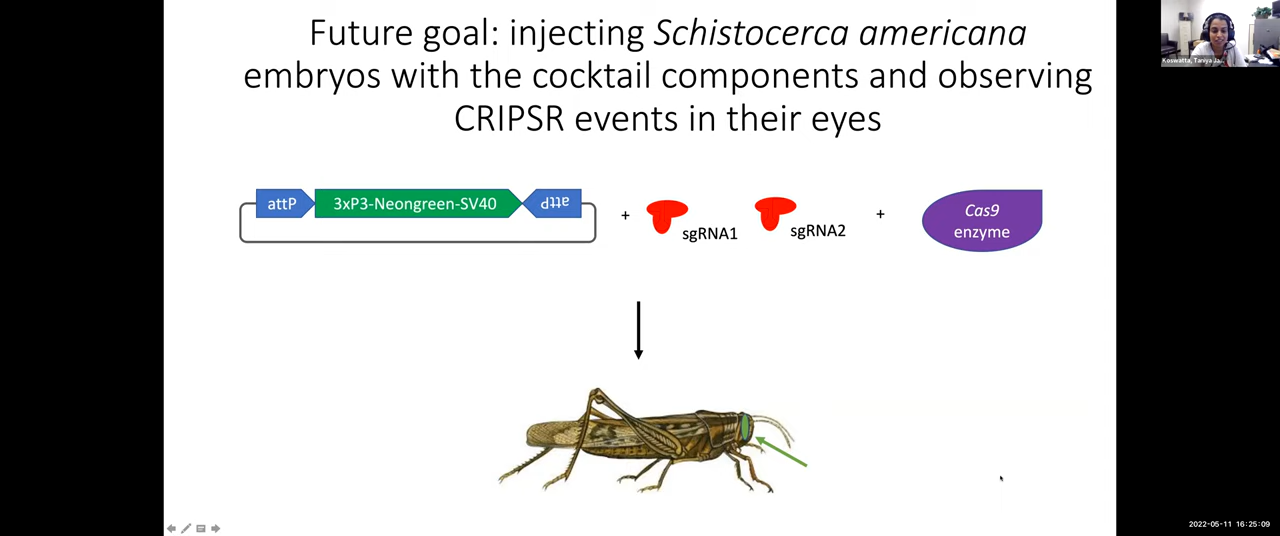 Future goal: injecting Schistocerca americana
embryos with the cocktail components and observing
CRIPSR events in their eyes
attP
3xP3-Neongreen-SV40
attP
+
sgRNA1
sgRNA2
+
Cas9
enzyme
Koswatta, Taniya Ja...
2022-05-11 16:25:09